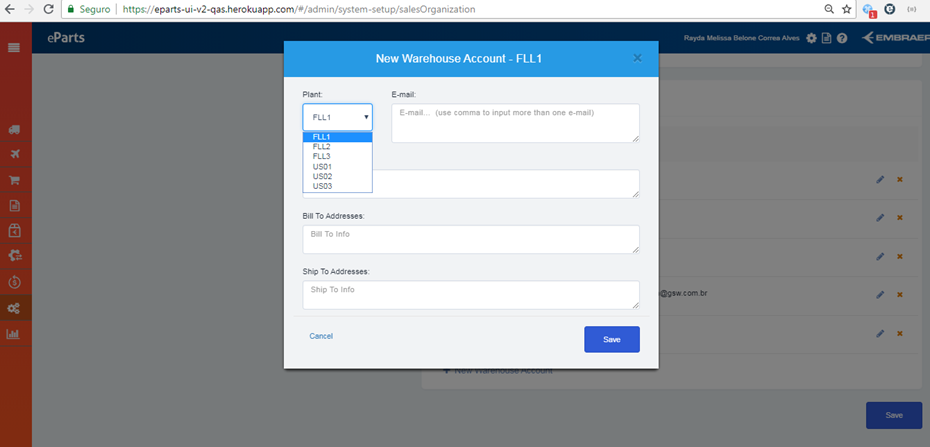 Seguro https://eparts-ui-v2-qas.herokuapp.com/#/admin/system-setup/salesOrganization
1
eParts
Rayda Melissa Belone Correa Alves
EMBRAER
New Warehouse Account - FLL1
Plant:
E-mail:
FLL1
E-mail... (use comma to input more than one e-mail)
FLL1
FLL2
FLL3
US01
US02
US03
Bill To Addresses:
Bill To Info
Ship To Addresses:
Ship To Info
@gsw.com.br
Cancel
Save
New Warehouse Account
Save